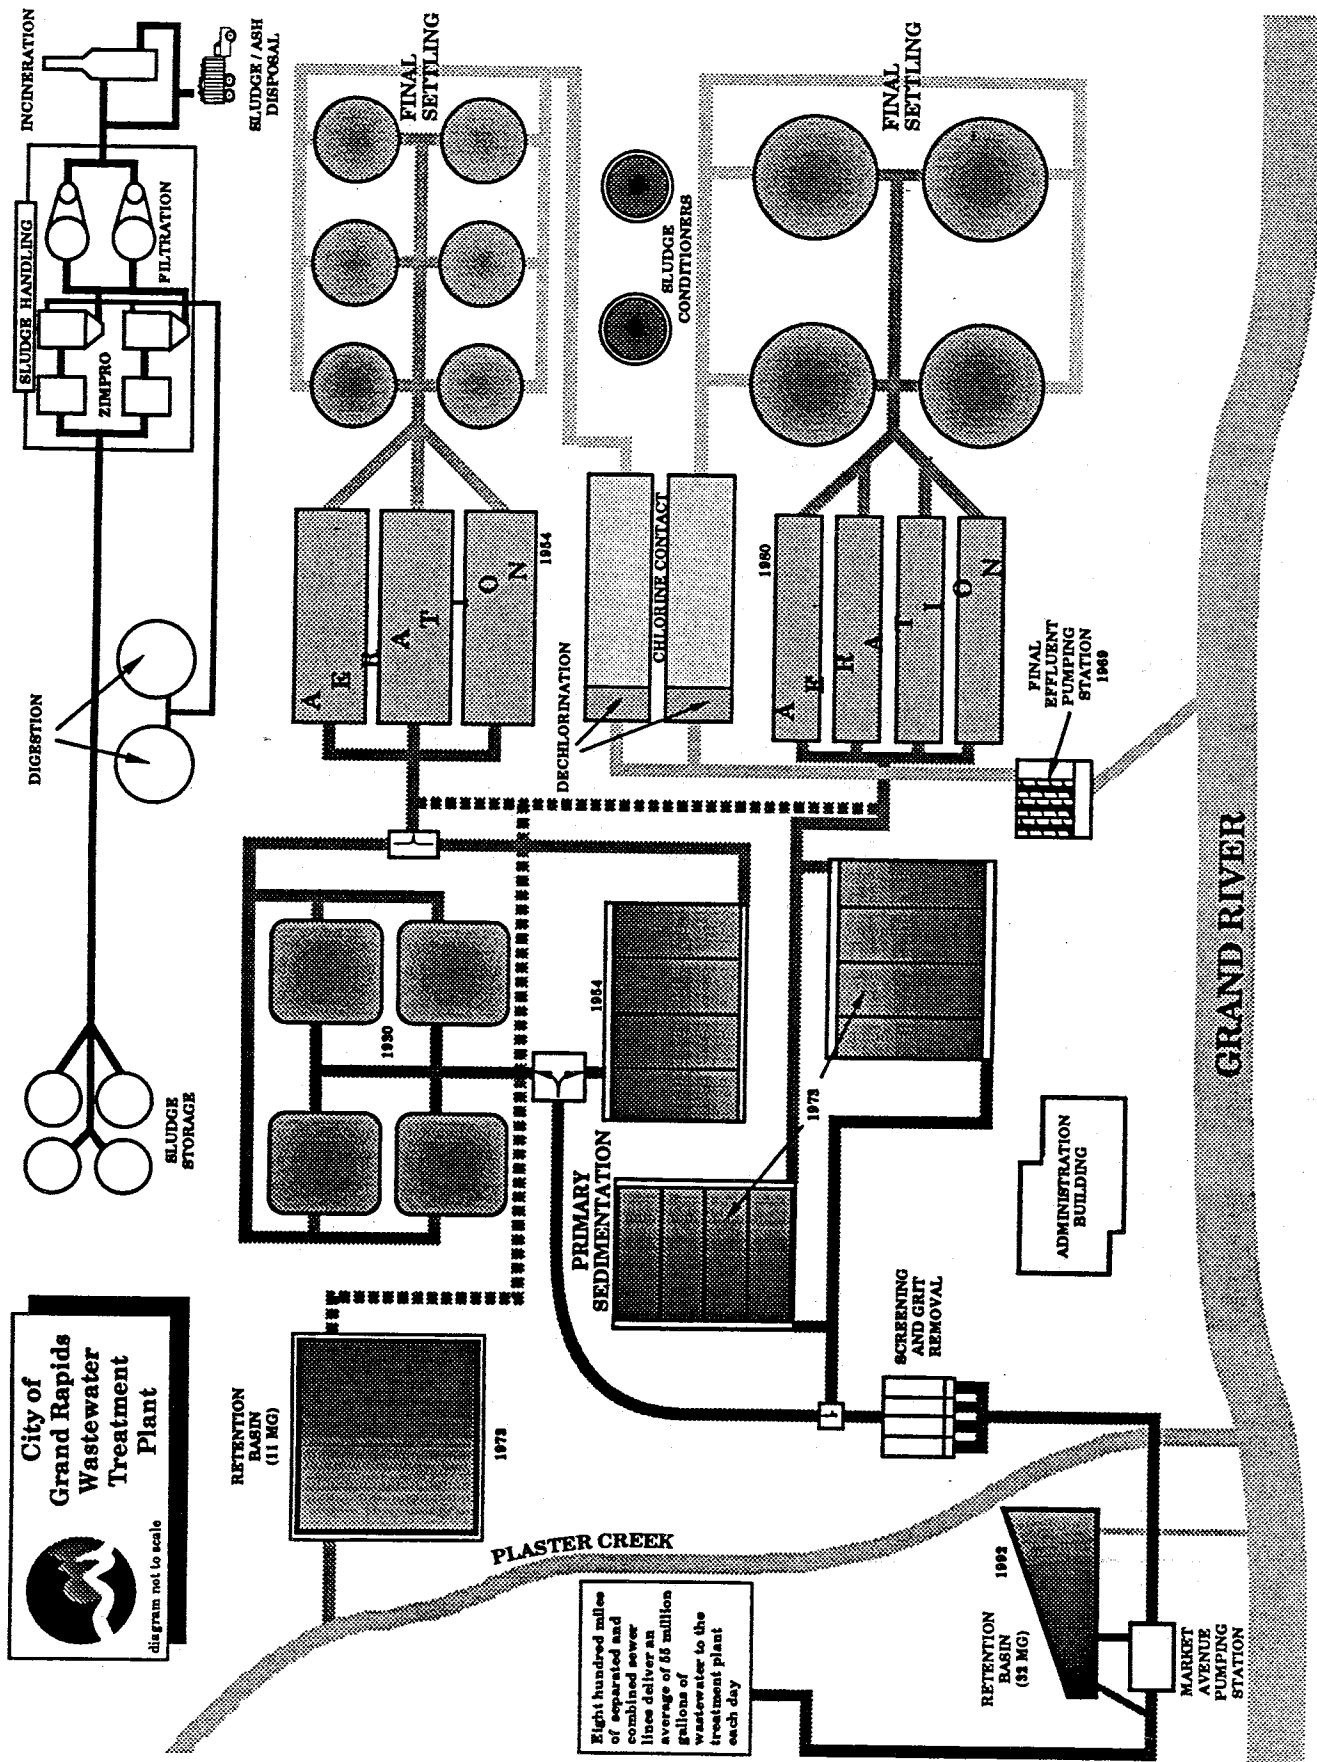 City of
Grand Rapids
Wastewater
Treatment
Plant
diagram not to scale
SLUDGE
STORAGE
DIGESTION
SLUDGE HANDLING
ZIMPRO
FILTRATION
INCINERATION
SLUDGE / ASH
DISPOSAL
RETENTION
BASIN
(11 MG)
1973
1930
PRIMARY
SEDIMENTATION
1954
1973
AERATON
1954
FINAL
SETTLING
DECHLORINATION
CHLORINE CONTACT
SLUDGE
CONDITIONERS
1980
AERATION
FINAL
SETTLING
FINAL
EFFLUENT
PUMPING
STATION
1969
PLASTER CREEK
Eight hundred miles
of separated and
combined sewer
lines deliver an
average of 55 million
gallons of
wastewater to the
treatment plant
each day
SCREENING
AND GRIT
REMOVAL
ADMINISTRATION
BUILDING
1992
RETENTION
BASIN
(32 MG)
MARKET
AVENUE
PUMPING
STATION
GRAND RIVER